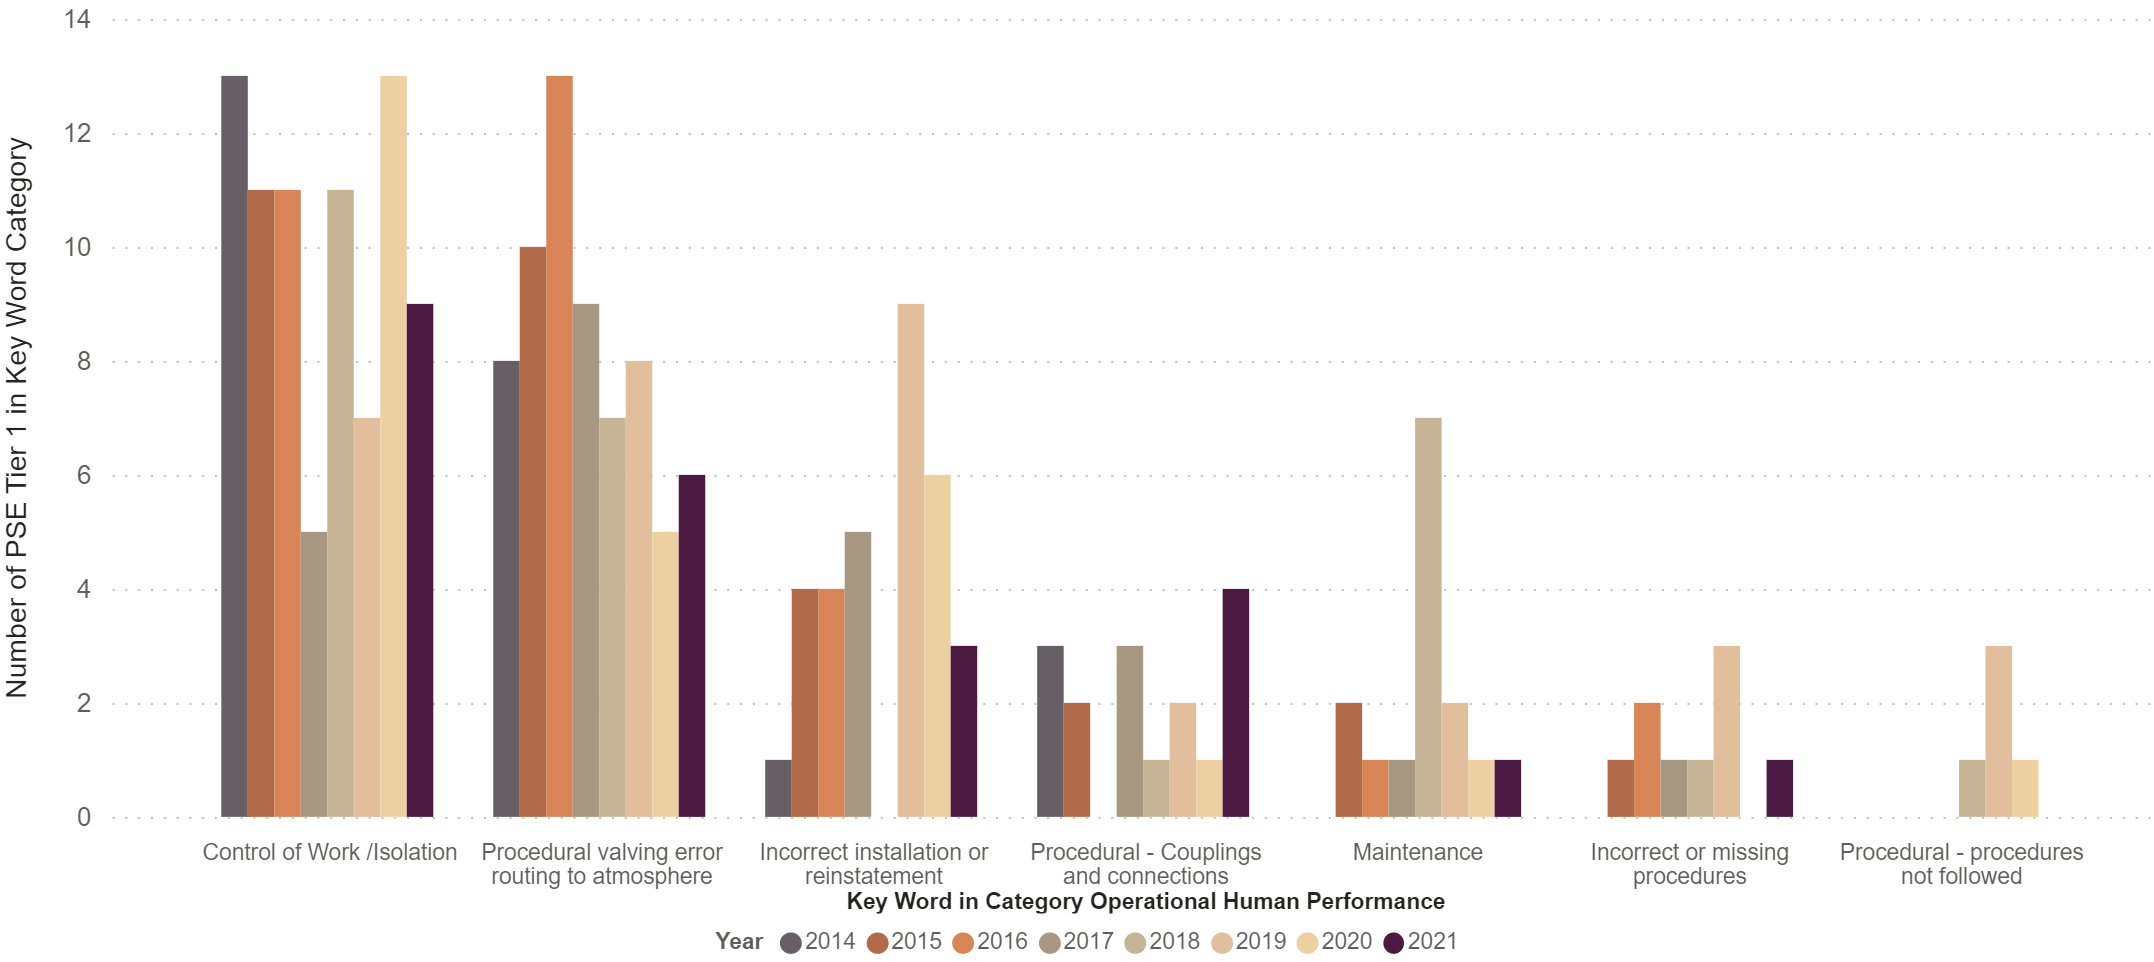 Number of PSE Tier 1 in Key Word Category
14
12
10
8
6
4
2
0
Control of Work /Isolation
Procedural valving error
routing to atmosphere
Incorrect installation or
reinstatement
Procedural - Couplings
and connections
Maintenance
Incorrect or missing
procedures
Procedural - procedures
not followed
Key Word in Category Operational Human Performance
Year 2014 2015 2016 2017 2018 2019 2020 2021